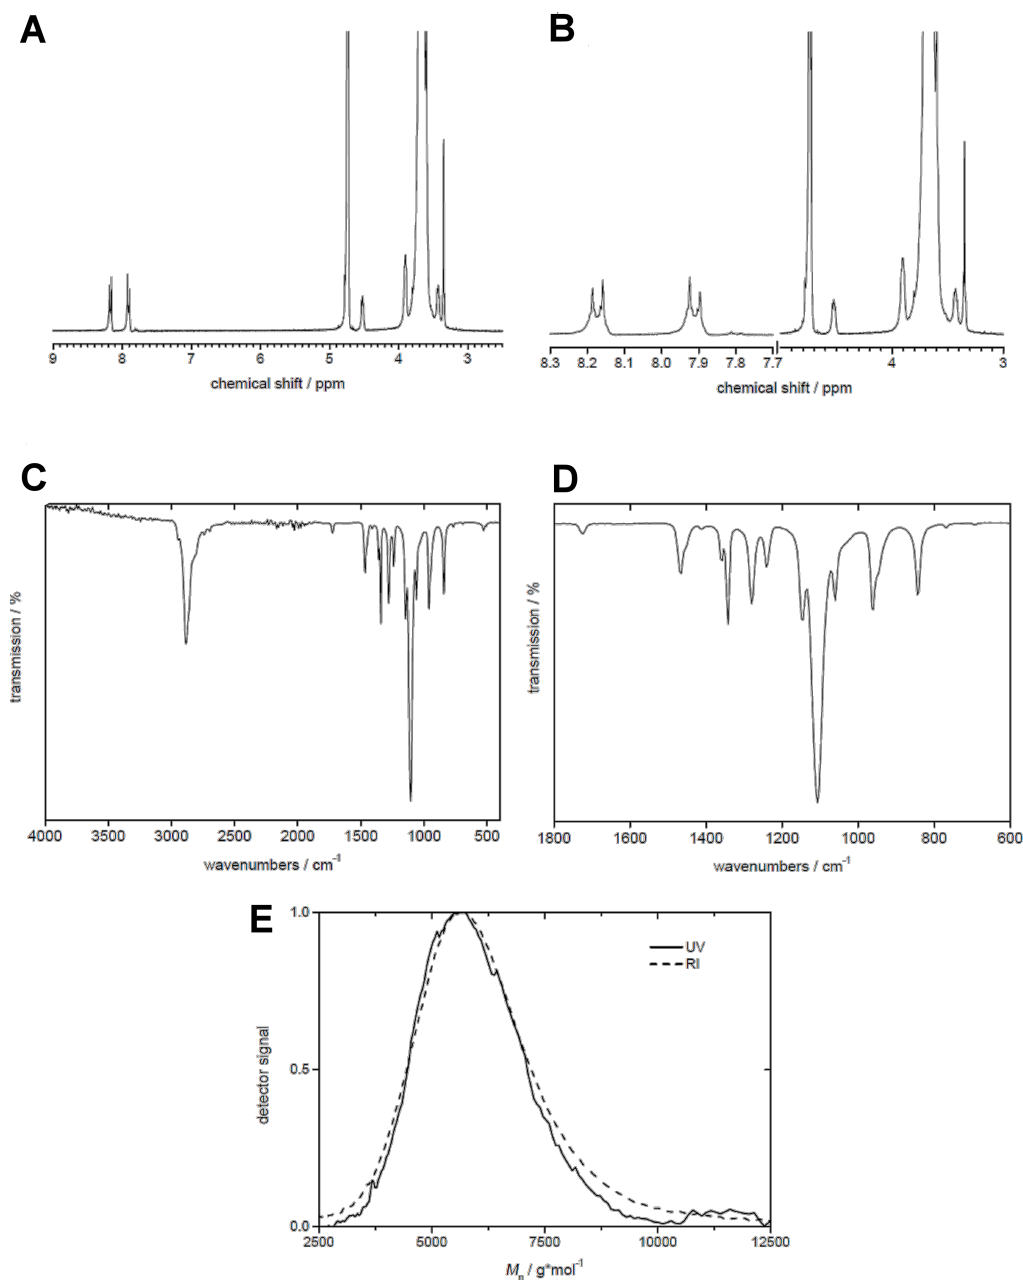 A
B
9 8 7 6 5 4 3
chemical shift / ppm
8.3 8.2 8.1 8.0 7.9 7.8 7.7 4 3
chemical shift / ppm
C
D
transmission / %
4000 3500 3000 2500 2000 1500 1000 500
wavenumbers / cm⁻¹
transmission / %
1800 1600 1400 1200 1000 800 600
wavenumbers / cm⁻¹
E
1.0
0.5
0.0
detector signal
UV
RI
2500 5000 7500 10000 12500
Mₙ / g*mol⁻¹